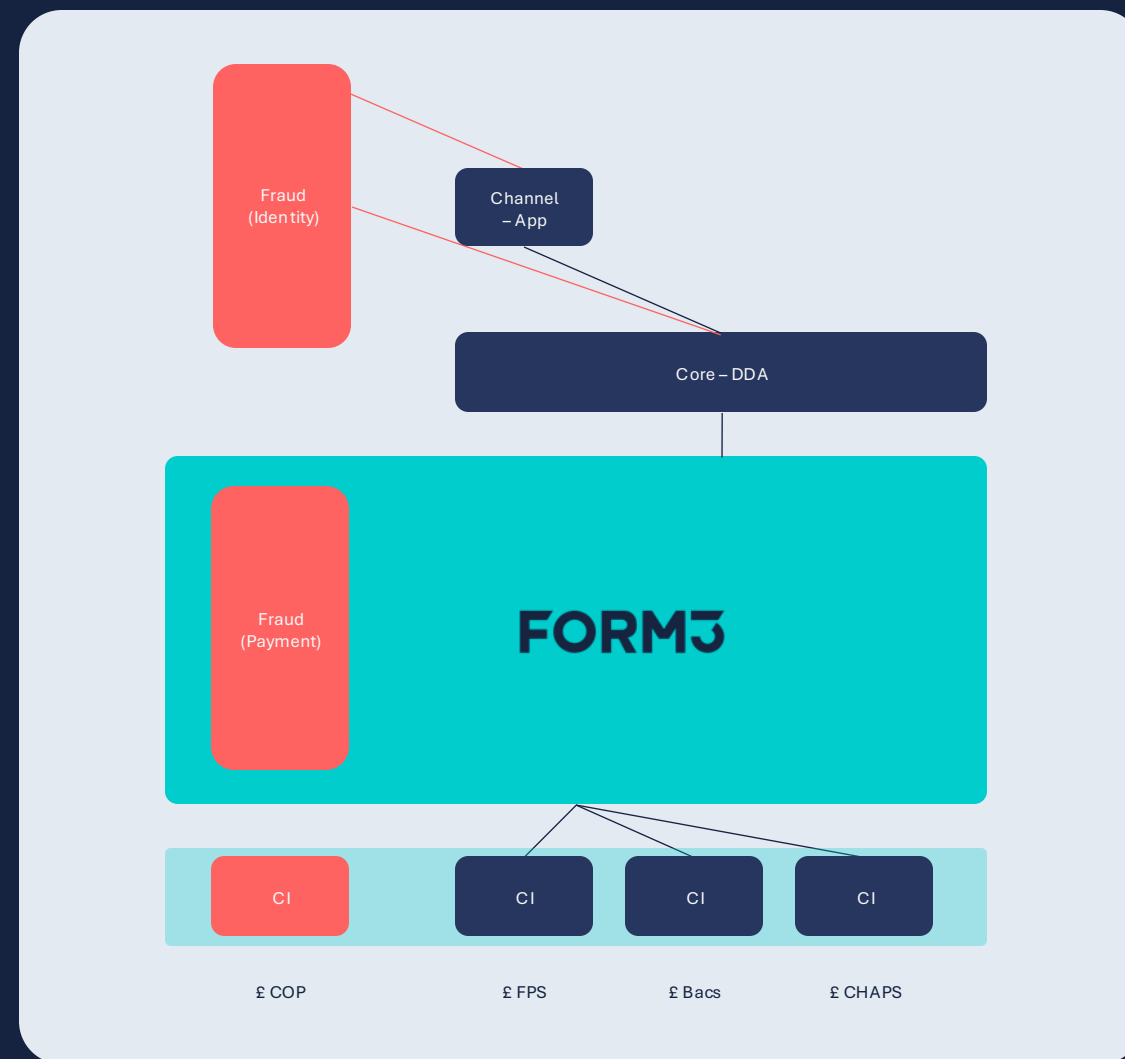 Fraud
(Identity)
Channel
– App
Core – DDA
Fraud
(Payment)
FORM3
CI
CI
CI
CI
£ COP
£ FPS
£ Bacs
£ CHAPS